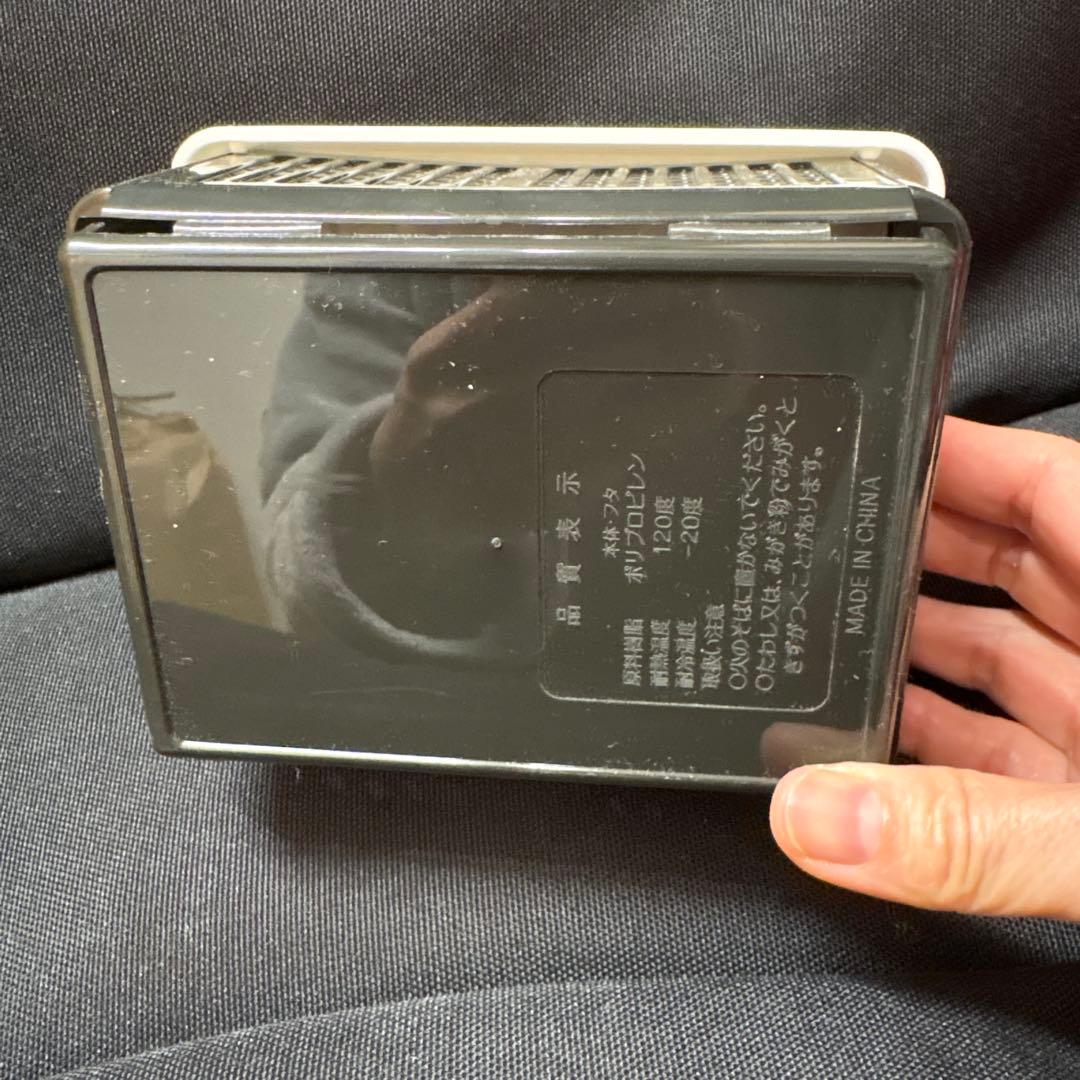 品質表示
本体・フタ
原料樹脂 ポリプロピレン
耐熱温度 120度
耐冷温度 -20度
取扱い注意
○火のそばに置かないでください。
○たわし又は、みがき粉でみがくと
きずがつくことがあります。
MADE IN CHINA